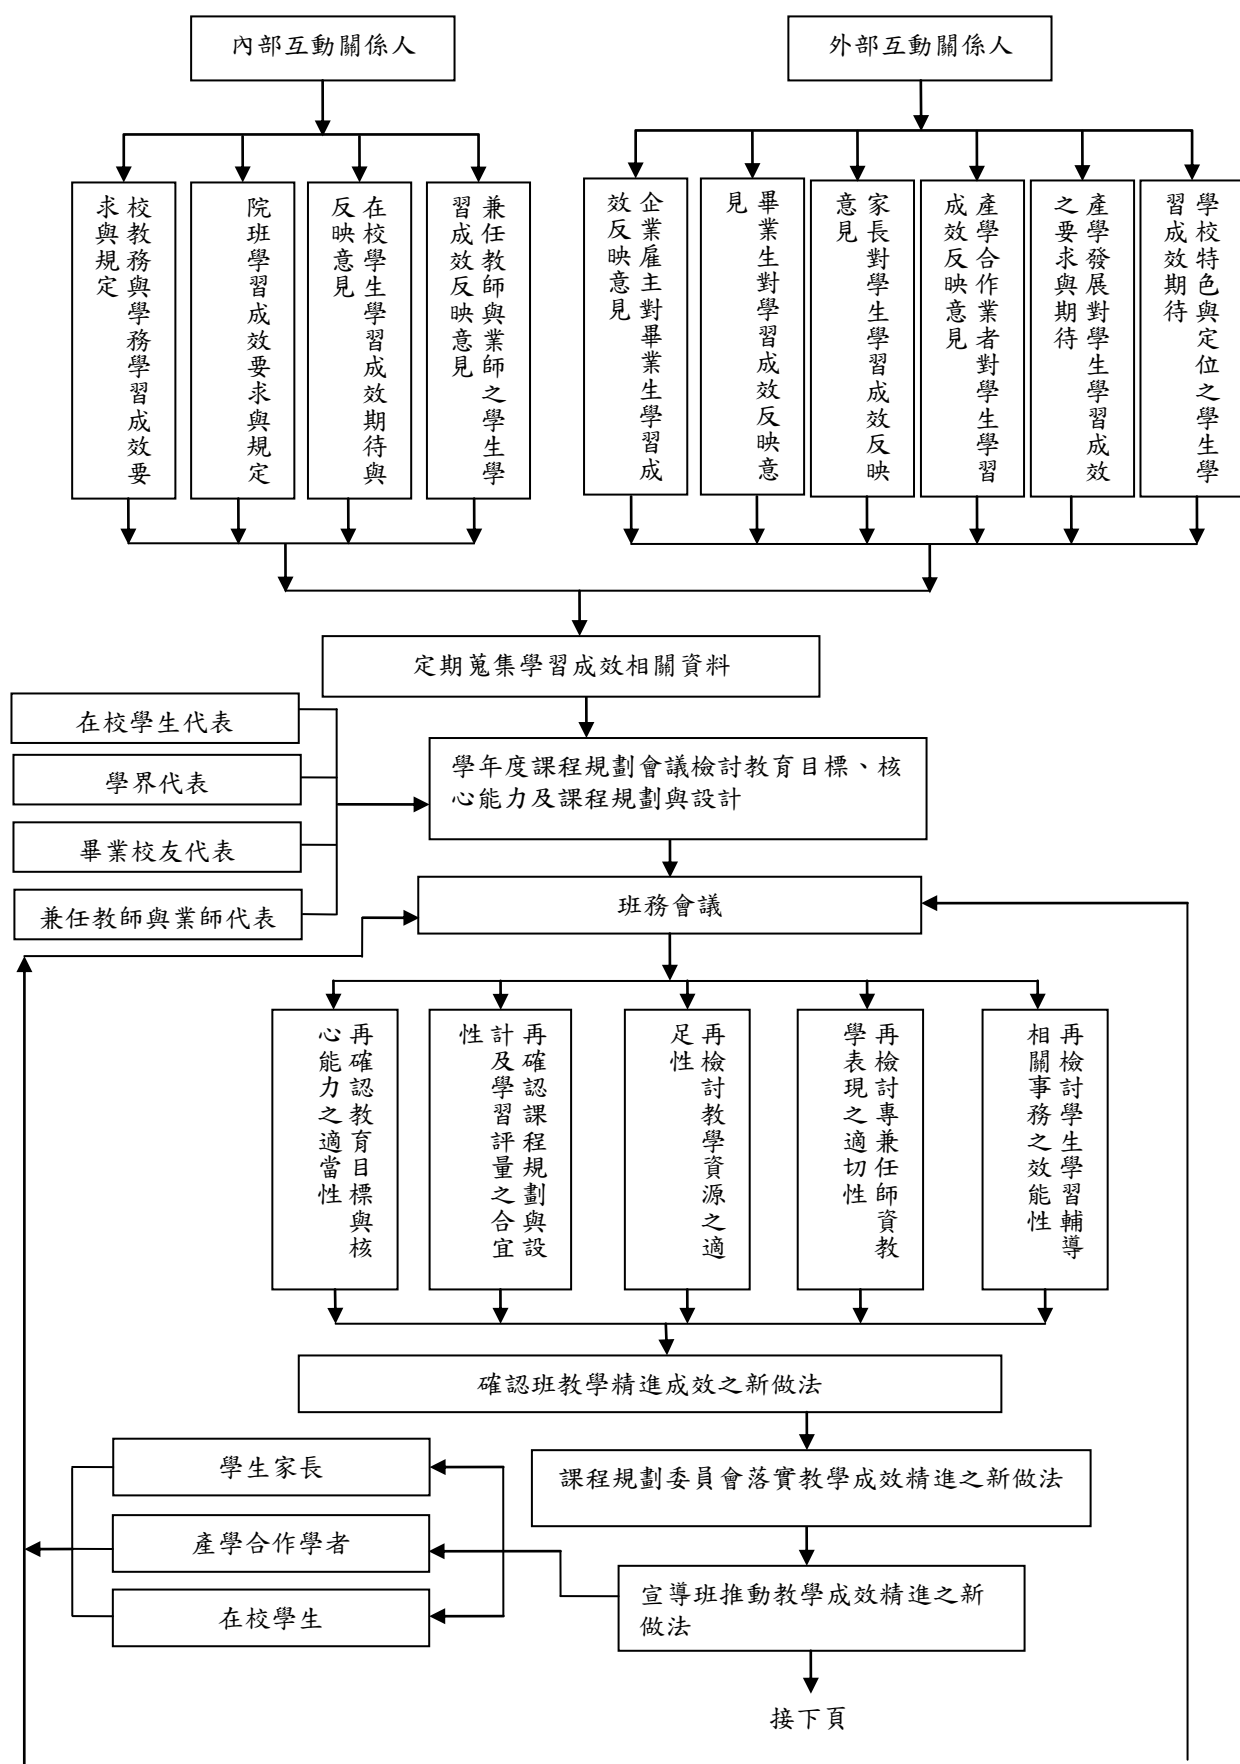 內部互動關係人
外部互動關係人
校教務與學務學習成效要
求與規定
院班學習成效要求與規定
在校學生學習成效期待與
反映意見
兼任教師與業師之學生學
習成效反映意見
企業雇主對畢業生學習成
效反映意見
畢業生對學習成效反映意
見
家長對學生學習成效反映
意見
產學合作業者對學生學習
成效反映意見
產學發展對學生學習成效
之要求與期待
學校特色與定位之學生學
習成效期待
定期蒐集學習成效相關資料
在校學生代表
學界代表
畢業校友代表
兼任教師與業師代表
學年度課程規劃會議檢討教育目標、核
心能力及課程規劃與設計
班務會議
再確認教育目標與核
心能力之適當性
再確認課程規劃與設
計及學習評量之合宜
性
再檢討教學資源之適
足性
再檢討專兼任師資教
學表現之適切性
再檢討學生學習輔導
相關事務之效能性
確認班教學精進成效之新做法
課程規劃委員會落實教學成效精進之新做法
學生家長
產學合作學者
在校學生
宣導班推動教學成效精進之新
做法
接下頁